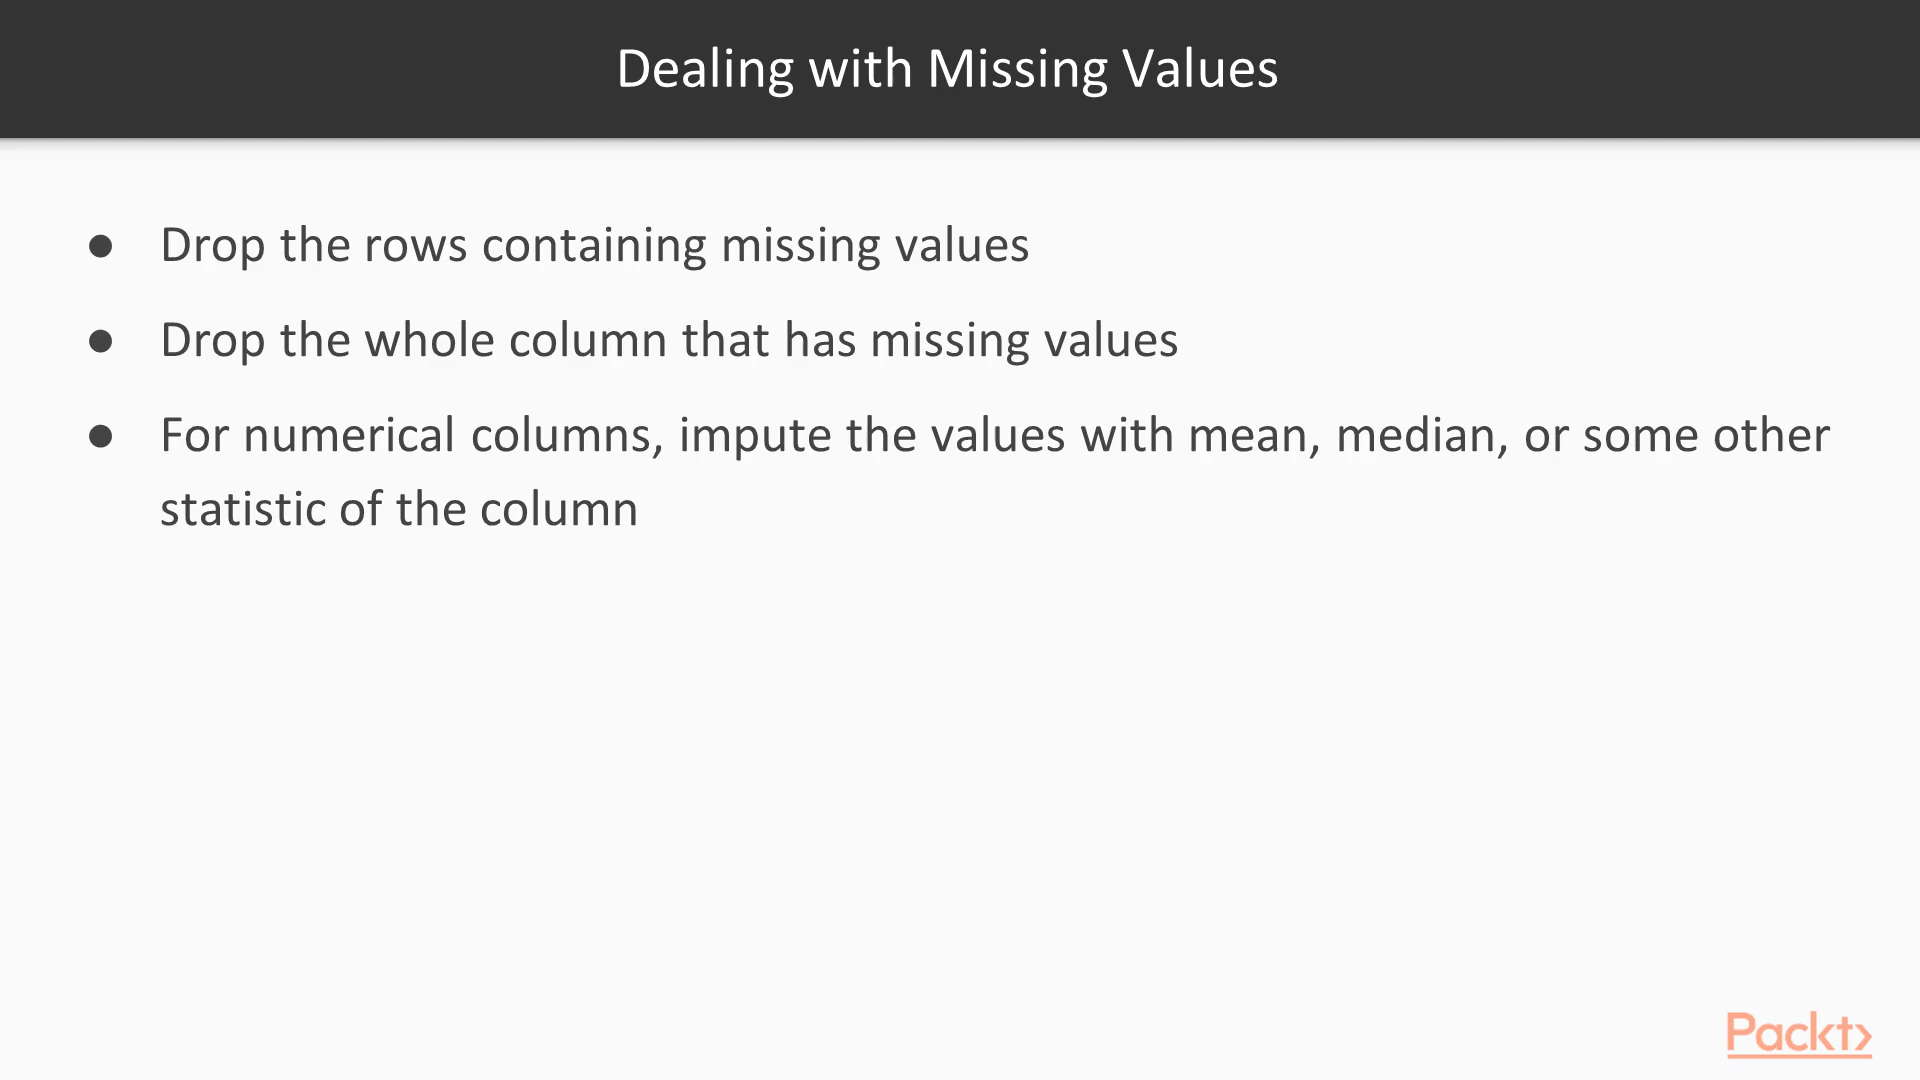 Dealing with Missing Values
● Drop the rows containing missing values
● Drop the whole column that has missing values
● For numerical columns, impute the values with mean, median, or some other
statistic of the column
Packt>